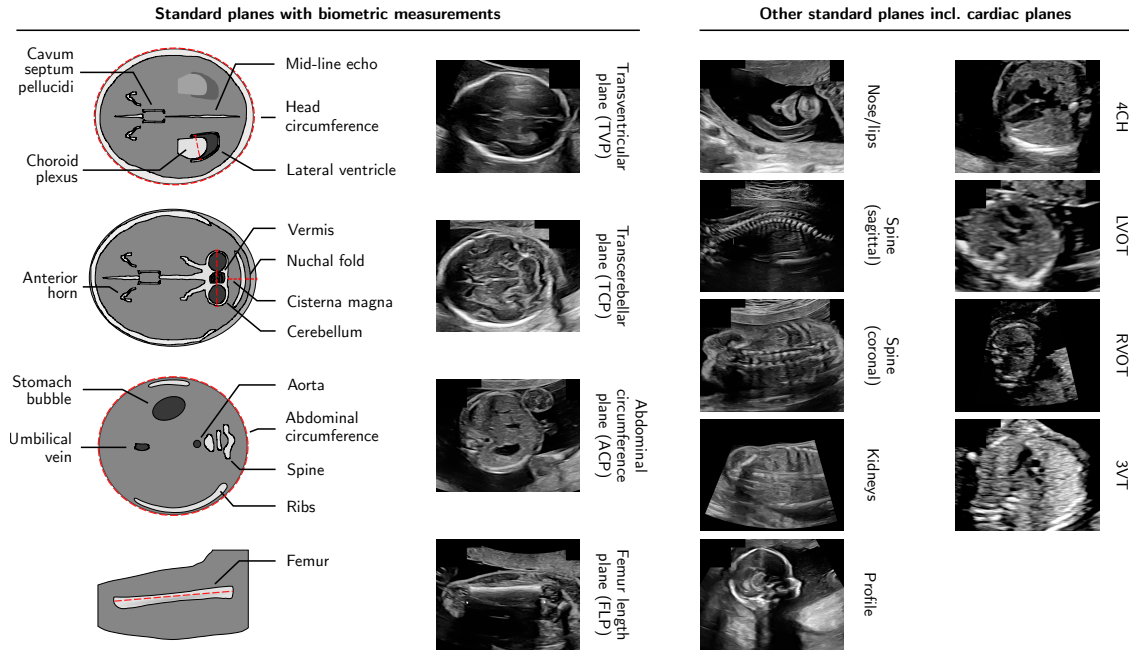 Standard planes with biometric measurements
Other standard planes incl. cardiac planes
Cavum
septum
pellucidi
Mid-line echo
Head
circumference
Choroid
plexus
Lateral ventricle
Transventricular
plane (TVP)
Vermis
Nuchal fold
Anterior
horn
Cisterna magna
Cerebellum
Transcerebellar
plane (TCP)
Stomach
bubble
Aorta
Abdominal
circumference
Umbilical
vein
Spine
Ribs
Abdominal
circumference
plane (ACP)
Femur
Femur length
plane (FLP)
Nose/lips
4CH
Spine
(sagittal)
LVOT
Spine
(coronal)
RVOT
Kidneys
3VT
Profile